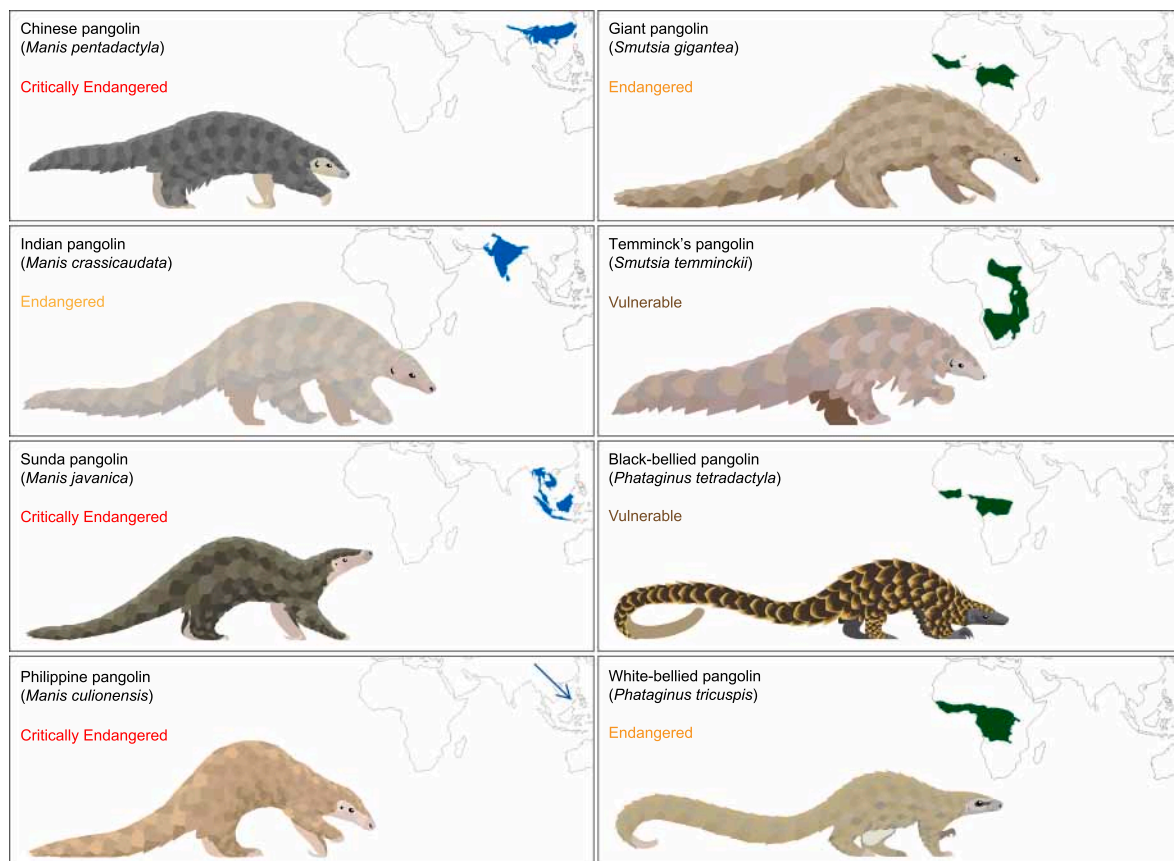 Chinese pangolin
(Manis pentadactyla)
Critically Endangered
Giant pangolin
(Smutsia gigantea)
Endangered
Indian pangolin
(Manis crassicaudata)
Endangered
Temminck's pangolin
(Smutsia temminckii)
Vulnerable
Sunda pangolin
(Manis javanica)
Critically Endangered
Black-bellied pangolin
(Phataginus tetradactyla)
Vulnerable
Philippine pangolin
(Manis culionensis)
Critically Endangered
White-bellied pangolin
(Phataginus tricuspis)
Endangered